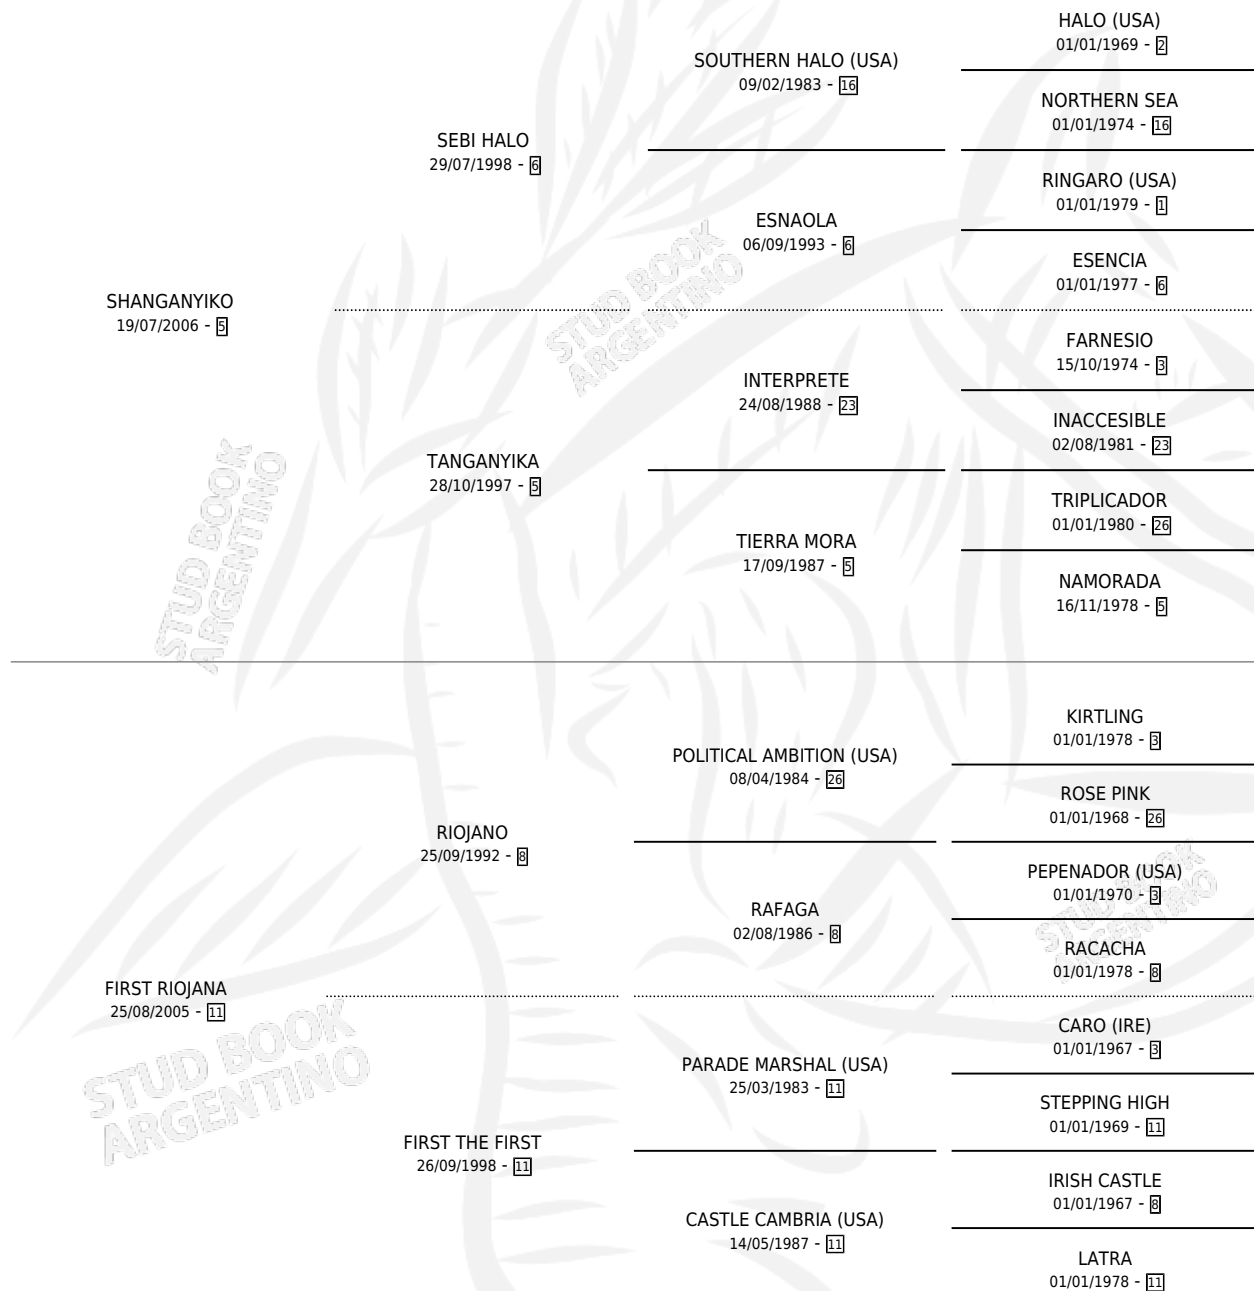 HALO (USA)
01/01/1969 - 2
SOUTHERN HALO (USA)
09/02/1983 - 16
NORTHERN SEA
01/01/1974 - 16
SEBI HALO
29/07/1998 - 6
RINGARO (USA)
01/01/1979 - 1
ESNAOLA
06/09/1993 - 6
ESENCIA
01/01/1977 - 6
SHANGANYIKO
19/07/2006 - 5
STUD BOOK
ARGENTINO
FARNESIO
15/10/1974 - 3
INTERPRETE
24/08/1988 - 23
INACCESIBLE
02/08/1981 - 23
TANGANYIKA
28/10/1997 - 5
TRIPLICADOR
01/01/1980 - 26
TIERRA MORA
17/09/1987 - 5
NAMORADA
16/11/1978 - 5
STUD BOOK
ARGENTINO
KIRTLING
01/01/1978 - 3
POLITICAL AMBITION (USA)
08/04/1984 - 26
ROSE PINK
01/01/1968 - 26
RIOJANO
25/09/1992 - 8
PEPENADOR (USA)
01/01/1970 - 3
RAFAGA
02/08/1986 - 8
RACACHA
01/01/1978 - 8
STUD BOOK
ARGENTINO
FIRST RIOJANA
25/08/2005 - 11
CARO (IRE)
01/01/1967 - 3
PARADE MARSHAL (USA)
25/03/1983 - 11
STEPPING HIGH
01/01/1969 - 11
STUD BOOK
ARGENTINO
FIRST THE FIRST
26/09/1998 - 11
IRISH CASTLE
01/01/1967 - 8
CASTLE CAMBRIA (USA)
14/05/1987 - 11
LATRA
01/01/1978 - 11